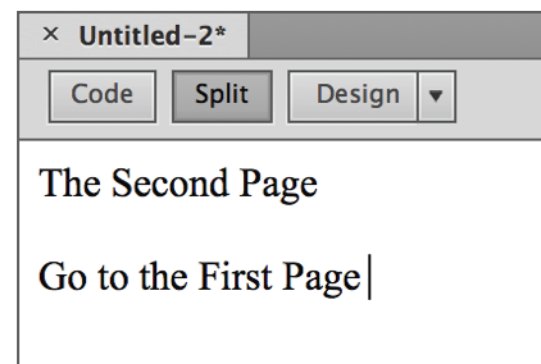 × Untitled-2*
Code Split Design ▼
The Second Page
Go to the First Page